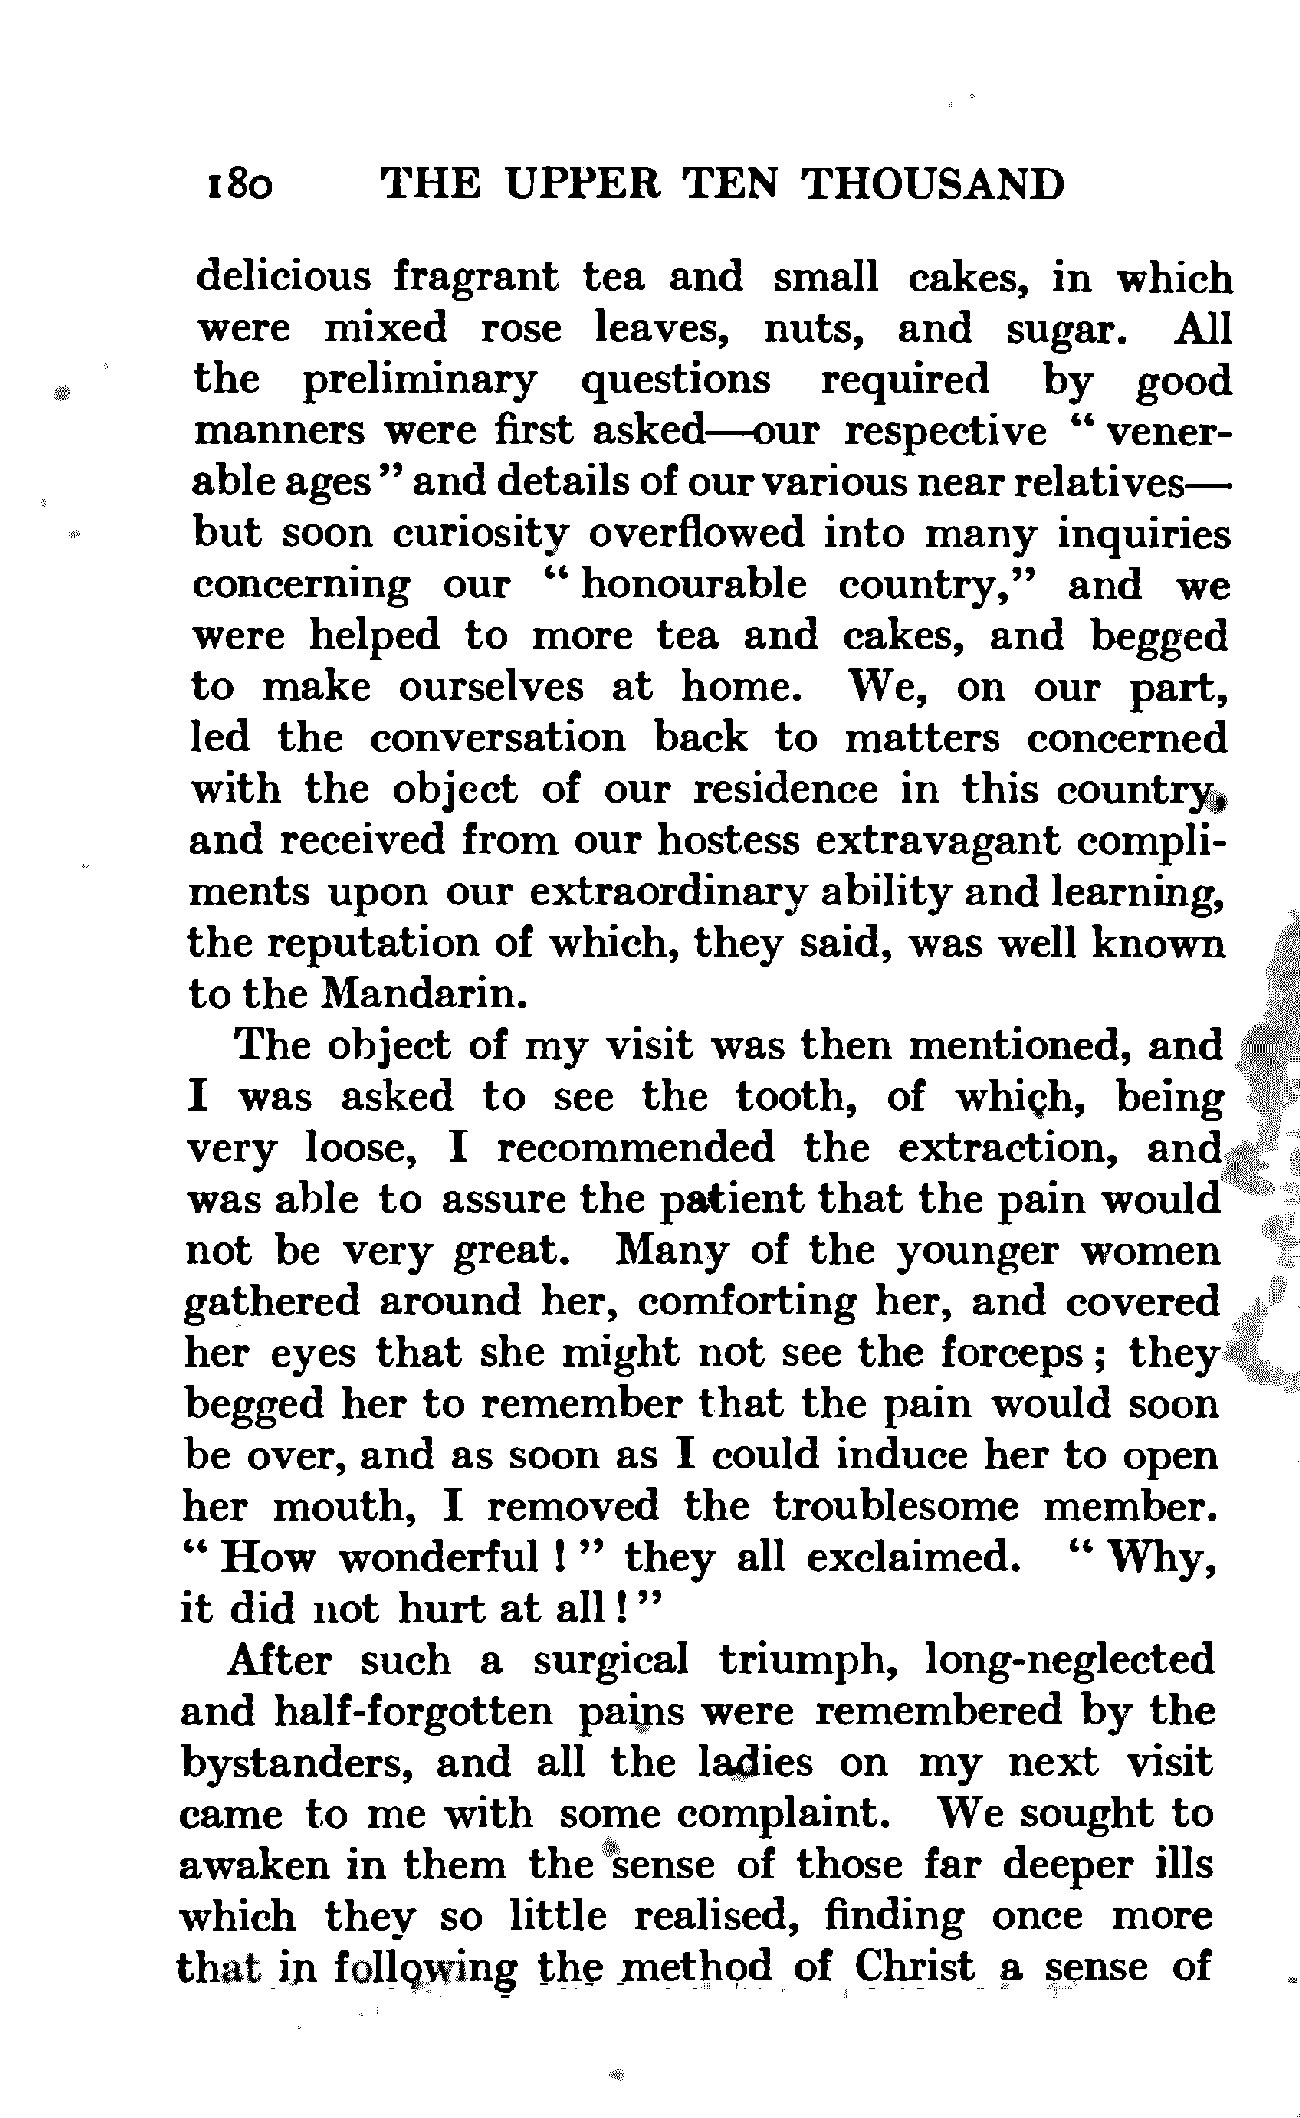 180 THE UPPER TEN THOUSAND
delicious fragrant tea and small cakes, in which
were mixed rose leaves, nuts, and sugar. All
the preliminary questions required by good
manners were first asked—our respective “ vener-
able ages ” and details of our various near relatives—
but soon curiosity overflowed into many inquiries
concerning our “ honourable country,” and we
were helped to more tea and cakes, and begged
to make ourselves at home. We, on our part,
led the conversation back to matters concerned
with the object of our residence in this country,
and received from our hostess extravagant compli-
ments upon our extraordinary ability and learning,
the reputation of which, they said, was well known
to the Mandarin.
The object of my visit was then mentioned, and
I was asked to see the tooth, of which, being
very loose, I recommended the extraction, and
was able to assure the patient that the pain would
not be very great. Many of the younger women
gathered around her, comforting her, and covered
her eyes that she might not see the forceps ; they
begged her to remember that the pain would soon
be over, and as soon as I could induce her to open
her mouth, I removed the troublesome member.
“ How wonderful ! ” they all exclaimed. “ Why,
it did not hurt at all ! ”
After such a surgical triumph, long-neglected
and half-forgotten pains were remembered by the
bystanders, and all the ladies on my next visit
came to me with some complaint. We sought to
awaken in them the sense of those far deeper ills
which they so little realised, finding once more
that in following the method of Christ a sense of